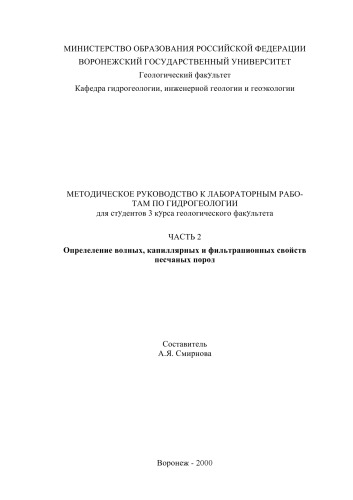 МИНИСТЕРСТВО ОБРАЗОВАНИЯ РОССИЙСКОЙ ФЕДЕРАЦИИ
ВОРОНЕЖСКИЙ ГОСУДАРСТВЕННЫЙ УНИВЕРСИТЕТ
Геологический факультет
Кафедра гидрогеологии, инженерной геологии и геоэкологии
МЕТОДИЧЕСКОЕ РУКОВОДСТВО К ЛАБОРАТОРНЫМ РАБО-
ТАМ ПО ГИДРОГЕОЛОГИИ
для студентов 3 курса геологического факультета
ЧАСТЬ 2
Определение водных, капиллярных и фильтрационных свойств
песчаных пород
Составитель
А.Я. Смирнова
Воронеж - 2000